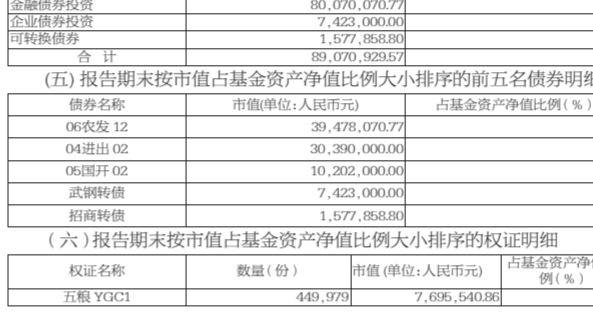 金融债券投资 80,070,070.77
企业债券投资 7,423,000.00
可转换债券 1,577,858.80
合 计 89,070,929.57
(五)报告期末按市值占基金资产净值比例大小排序的前五名债券明细
债券名称 市值(单位:人民币元) 占基金资产净值比例(%)
06农发12 39,478,070.77
04进出02 30,390,000.00
05国开02 10,202,000.00
武钢转债 7,423,000.00
招商转债 1,577,858.80
(六)报告期末按市值占基金资产净值比例大小排序的权证明细
权证名称 数量(份) 市值(单位:人民币元) 占基金资产净
例(%)
五粮YGC1 449,979 7,695,540.86